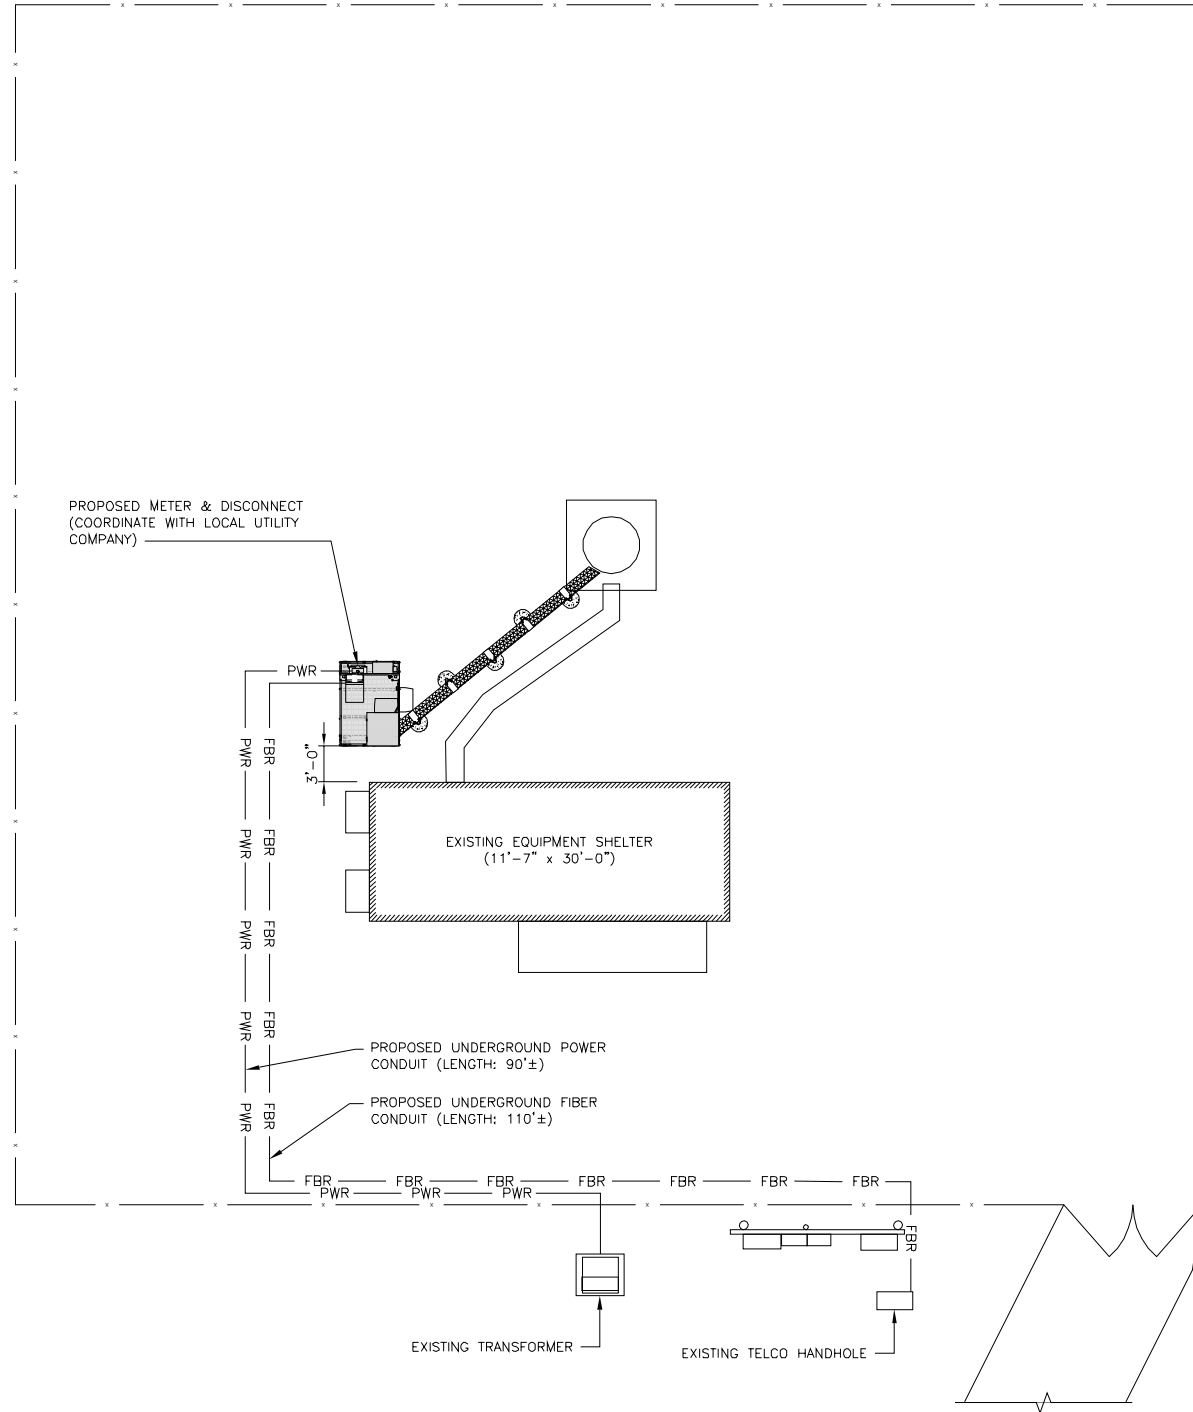 PROPOSED METER & DISCONNECT
(COORDINATE WITH LOCAL UTILITY
COMPANY)
PWR
PWR
FBR
3'-0"
PWR
FBR
EXISTING EQUIPMENT SHELTER
(11'-7" x 30'-0")
PWR
FBR
PWR
FBR
PROPOSED UNDERGROUND POWER
CONDUIT (LENGTH: 90'±)
PWR
FBR
PROPOSED UNDERGROUND FIBER
CONDUIT (LENGTH: 110'±)
FBR FBR FBR FBR FBR FBR FBR
PWR PWR PWR
FBR
EXISTING TRANSFORMER
EXISTING TELCO HANDHOLE